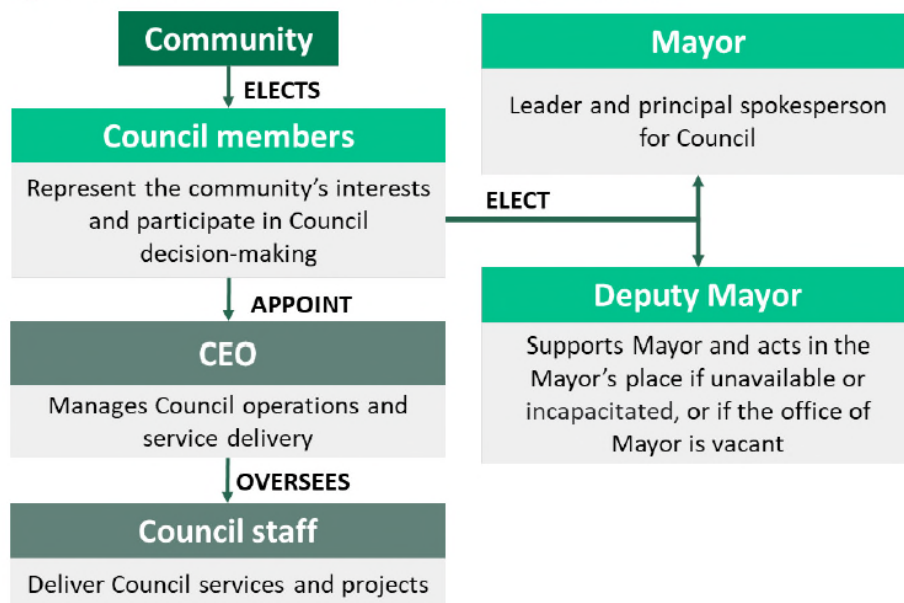 Community
ELECTS
Council members
Represent the community’s interests
and participate in Council
decision-making
APPOINT
CEO
Manages Council operations and
service delivery
OVERSEES
Council staff
Deliver Council services and projects
ELECT
Mayor
Leader and principal spokesperson
for Council
Deputy Mayor
Supports Mayor and acts in the
Mayor’s place if unavailable or
incapacitated, or if the office of
Mayor is vacant